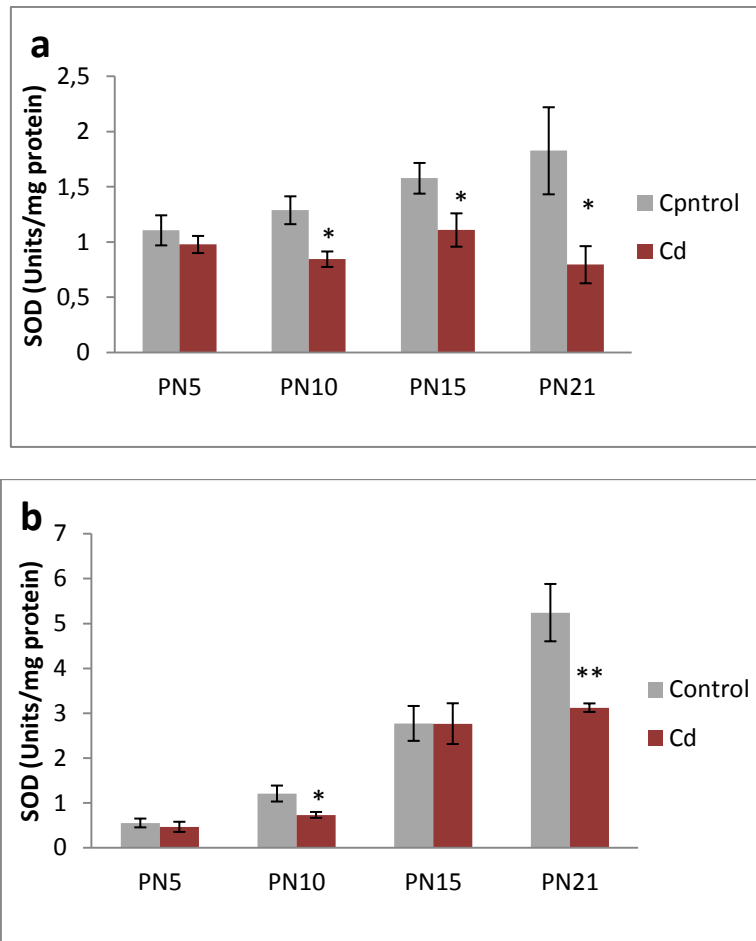 a
SOD (Units/mg protein)
2,5
2
1,5
1
0,5
0
*
*
*
PN5 PN10 PN15 PN21
Cpntrol
Cd
b
SOD (Units/mg protein)
7
6
5
4
3
2
1
0
*
**
PN5 PN10 PN15 PN21
Control
Cd